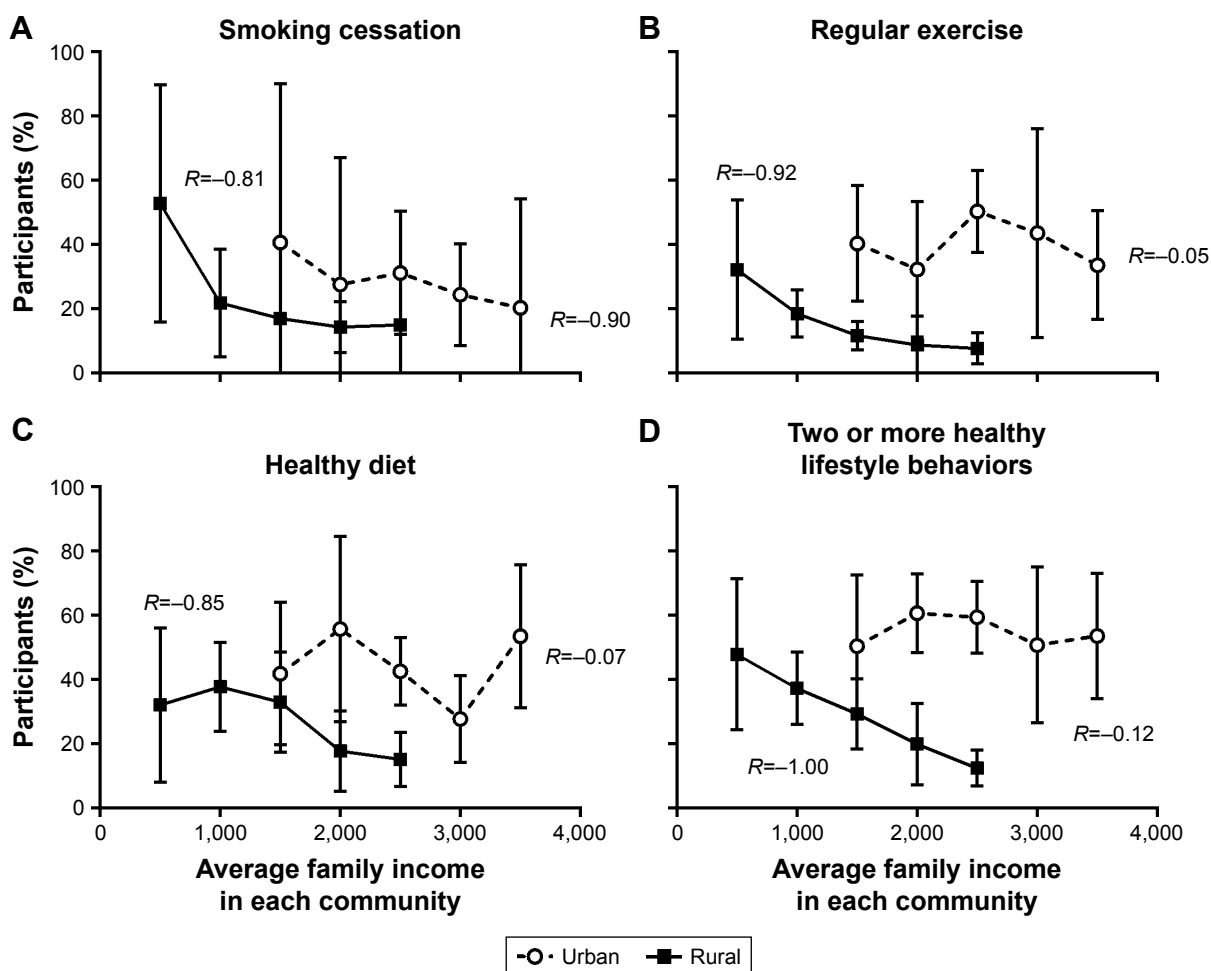 A
Smoking cessation
100
80
60
40
20
0
Participants (%)
R=–0.81
R=–0.90
B
Regular exercise
R=–0.92
R=–0.05
C
Healthy diet
100
80
60
40
20
0
Participants (%)
R=–0.85
R=–0.07
0
1,000
2,000
3,000
4,000
Average family income
in each community
D
Two or more healthy
lifestyle behaviors
R=–1.00
R=–0.12
0
1,000
2,000
3,000
4,000
Average family income
in each community
Urban
Rural